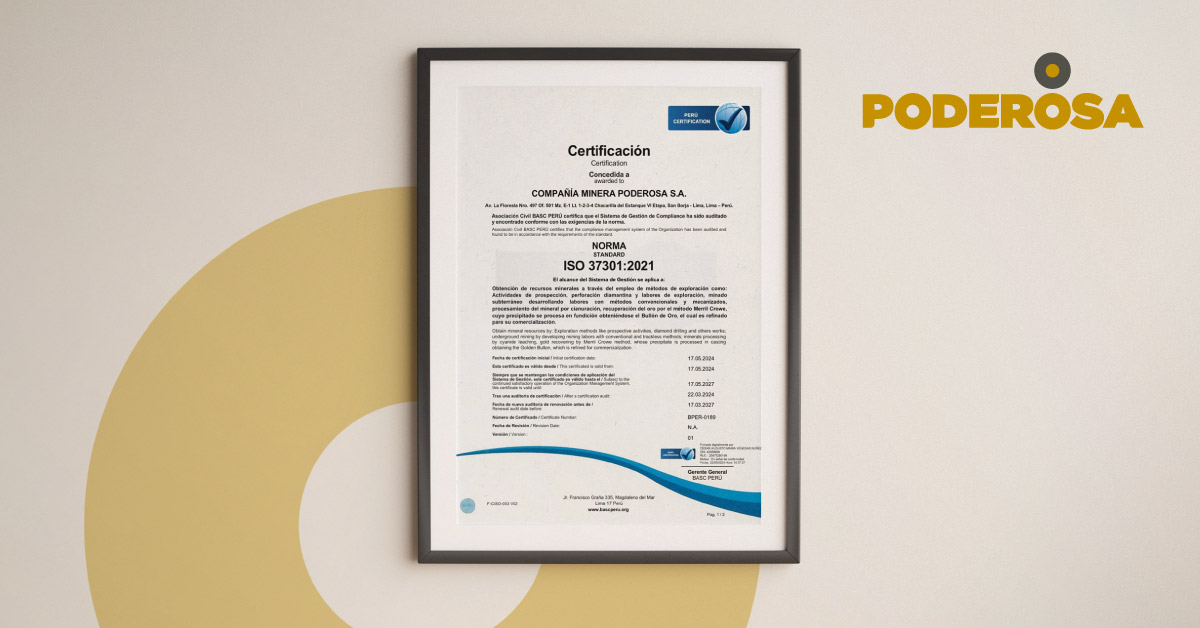 PODEROSA
PERÚ
CERTIFICATION
Certificación
Certification
Concedida a
awarded to
COMPAÑÍA MINERA PODEROSA S.A.
Av. La Floresta Nro. 497 Of. 501 Mz, E-1 Lt. 1-2-3-4 Chacarilla del Estanque VI Etapa, San Borja - Lima, Lima – Perú.
Asociación Civil BASC PERÚ certifica que el Sistema de Gestión de Compliance ha sido auditado
y encontrado conforme con las exigencias de la norma.
Asociación Civil BASC PERÚ certifies that the compliance management system of the Organization has been audited and
found to be in accordance with the requirements of the standard.
NORMA
STANDARD
ISO 37301:2021
El alcance del Sistema de Gestión se aplica a:
Obtención de recursos minerales a través del empleo de métodos de exploración como:
Actividades de prospección, perforación diamantina y labores de exploración, minado
subterráneo desarrollando labores con métodos convencionales y mecanizados,
procesamiento del mineral por cianuración, recuperación del oro por el método Merril Crowe,
cuyo precipitado se procesa en fundición obteniéndose el Bullón de Oro, el cual es refinado
para su comercialización.
Obtain mineral resources by: Exploration methods like prospective activities, diamond drilling and others works;
underground mining by developing mining labors with conventional and trackless methods; minerals processing
by cyanide leaching, gold recovering by Merril Crowe method, whose precipitate is processed in casting
obtaining the Golden Bullion, which is refined for commercialization.
Fecha de certificación inicial / Initial certification date: 17.05.2024
Este certificado es válido desde / This certificated is valid from: 17.05.2024
Siempre que se mantengan las condiciones de aplicación del
Sistema de Gestión, este certificado es válido hasta el / Subject to the
continued satisfactory operation of the Organization Management System,
this certificate is valid until: 17.05.2027
Tras una auditoría de certificación / After a certification audit: 22.03.2024
Fecha de nueva auditoría de renovación antes de /
Renewal audit date before: 17.03.2027
Número de Certificado / Certificate Number: BPER-0189
Fecha de Revisión / Revision Date: N.A.
Versión / Version : 01
Firmado digitalmente por
Gerente General
BASC PERÚ
F-CISO-003 V02
Jr. Francisco Graña 335, Magdalena del Mar
Lima 17 Perú
www.bascperu.org
Pág. 1 / 2